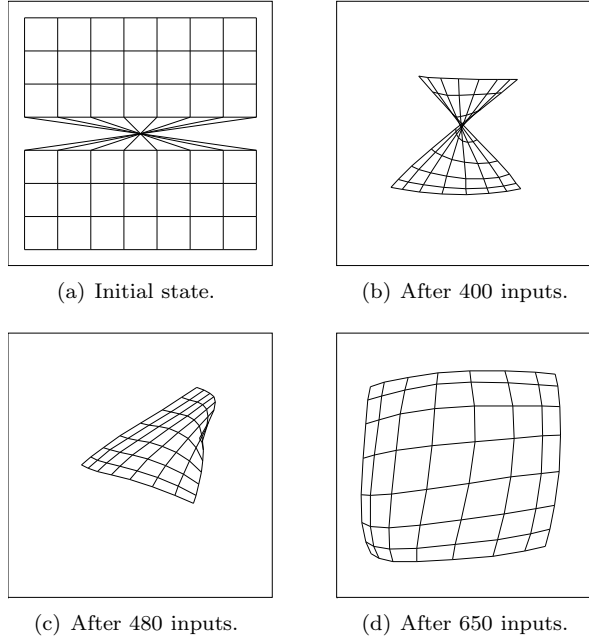 (a) Initial state.
(b) After 400 inputs.
(c) After 480 inputs.
(d) After 650 inputs.